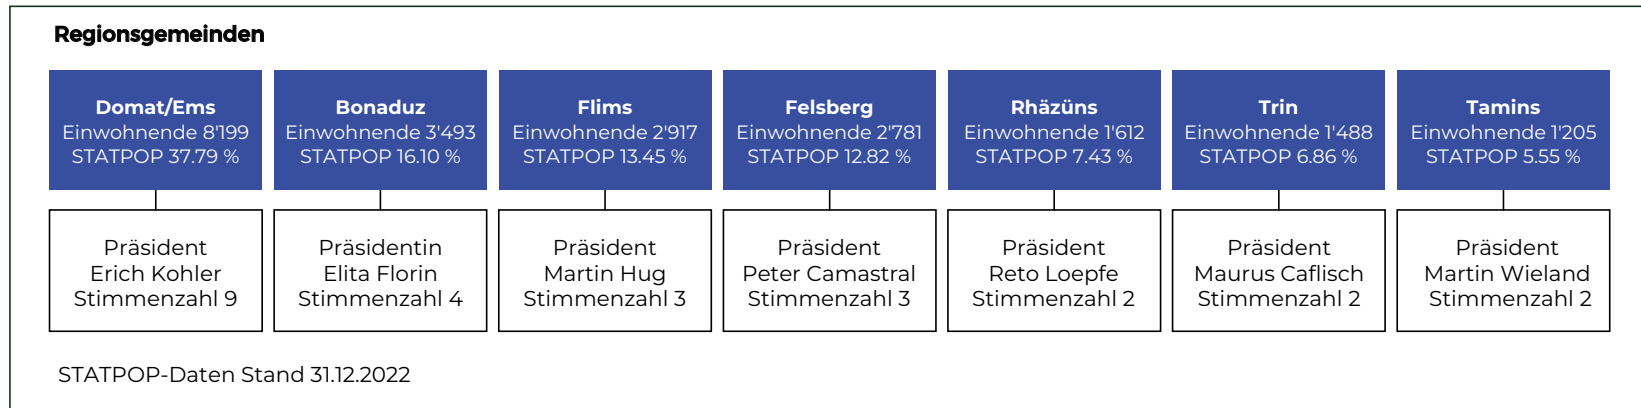 Regionsgemeinden
Domat/Ems
Einwohnende 8'199
STATPOP 37.79 %
Bonaduz
Einwohnende 3'493
STATPOP 16.10 %
Flims
Einwohnende 2'917
STATPOP 13.45 %
Felsberg
Einwohnende 2'781
STATPOP 12.82 %
Rhäzüns
Einwohnende 1'612
STATPOP 7.43 %
Trin
Einwohnende 1'488
STATPOP 6.86 %
Tamins
Einwohnende 1'205
STATPOP 5.55 %
Präsident
Erich Kohler
Stimmenzahl 9
Präsidentin
Elita Florin
Stimmenzahl 4
Präsident
Martin Hug
Stimmenzahl 3
Präsident
Peter Camastral
Stimmenzahl 3
Präsident
Reto Loepfe
Stimmenzahl 2
Präsident
Maurus Caflisch
Stimmenzahl 2
Präsident
Martin Wieland
Stimmenzahl 2
STATPOP-Daten Stand 31.12.2022